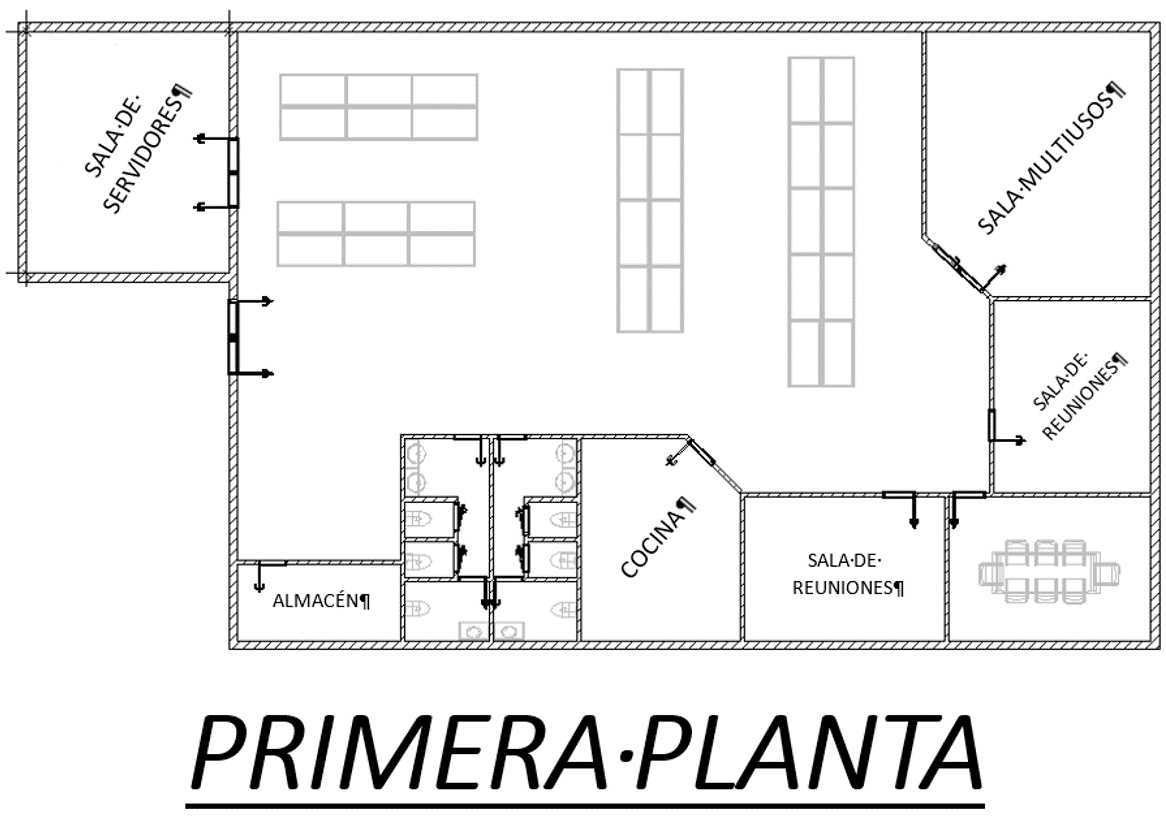 SALA·DE·
SERVIDORES¶
SALA·MULTIUSOS¶
SALA·DE·
REUNIONES¶
COCINA¶
SALA·DE·
REUNIONES¶
ALMACÉN¶
PRIMERA·PLANTA